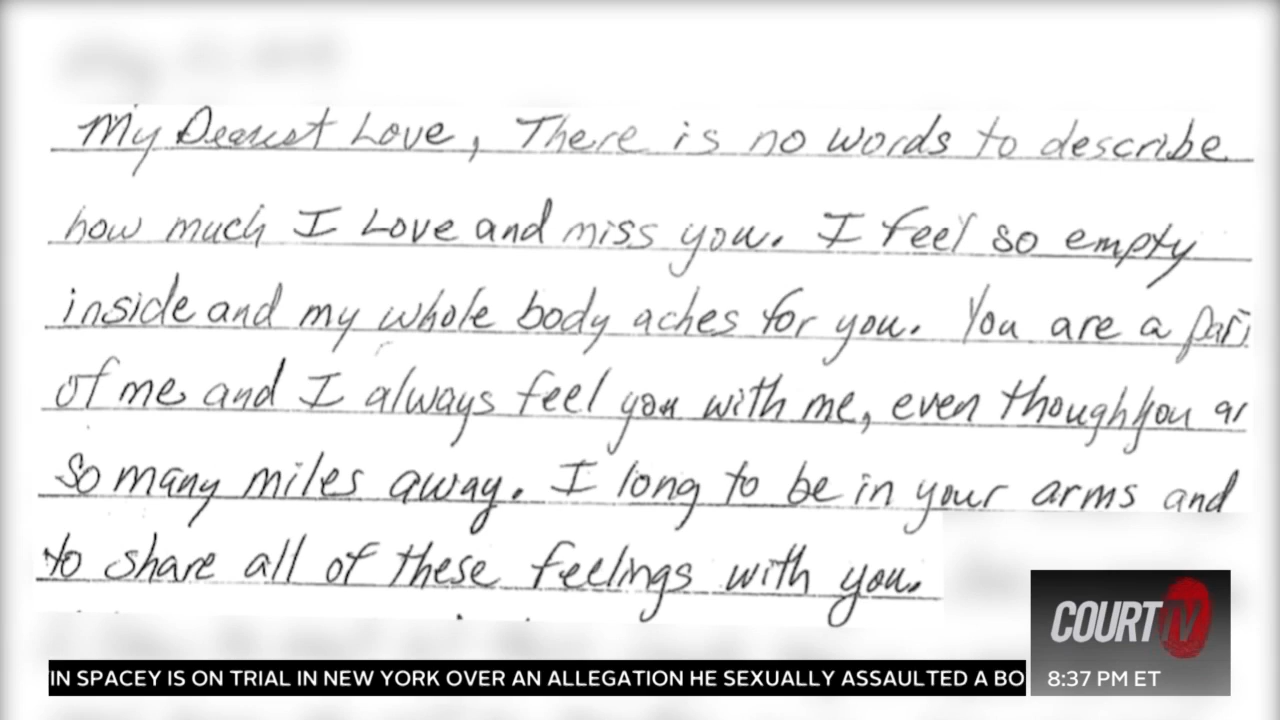 My Dearest Love, There is no words to describe
how much I Love and miss you. I feel so empty
inside and my whole body aches for you. You are a par
of me and I always feel you with me, even though you ar
so many miles away. I long to be in your arms and
to share all of these feelings with you.
COURT TV
IN SPACEY IS ON TRIAL IN NEW YORK OVER AN ALLEGATION HE SEXUALLY ASSAULTED A BO
8:37 PM ET